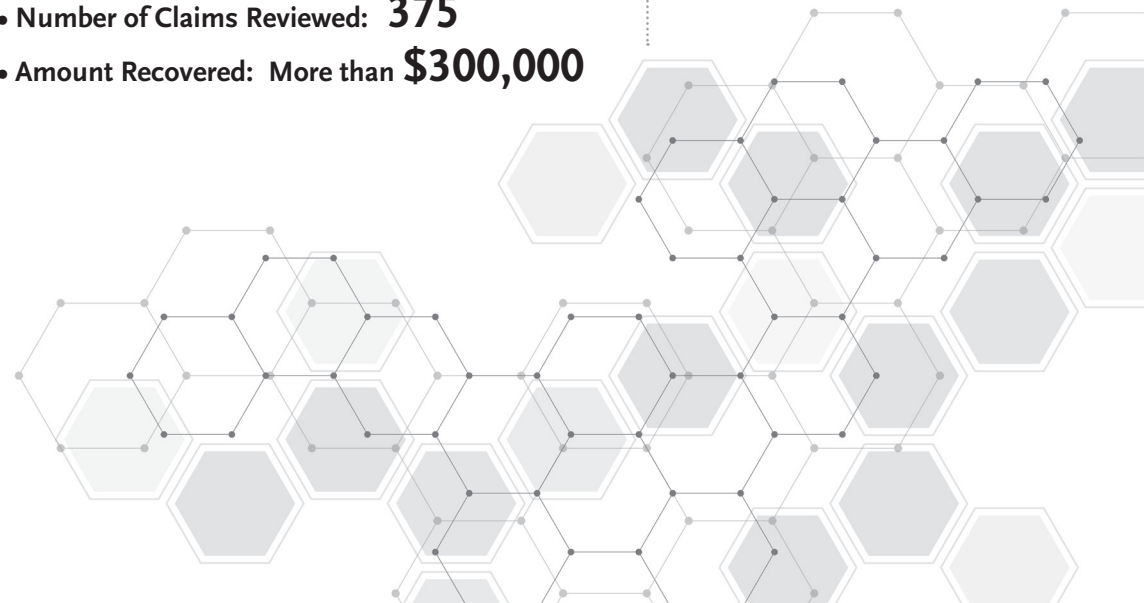 • Number of Claims Reviewed: 375
• Amount Recovered: More than $300,000